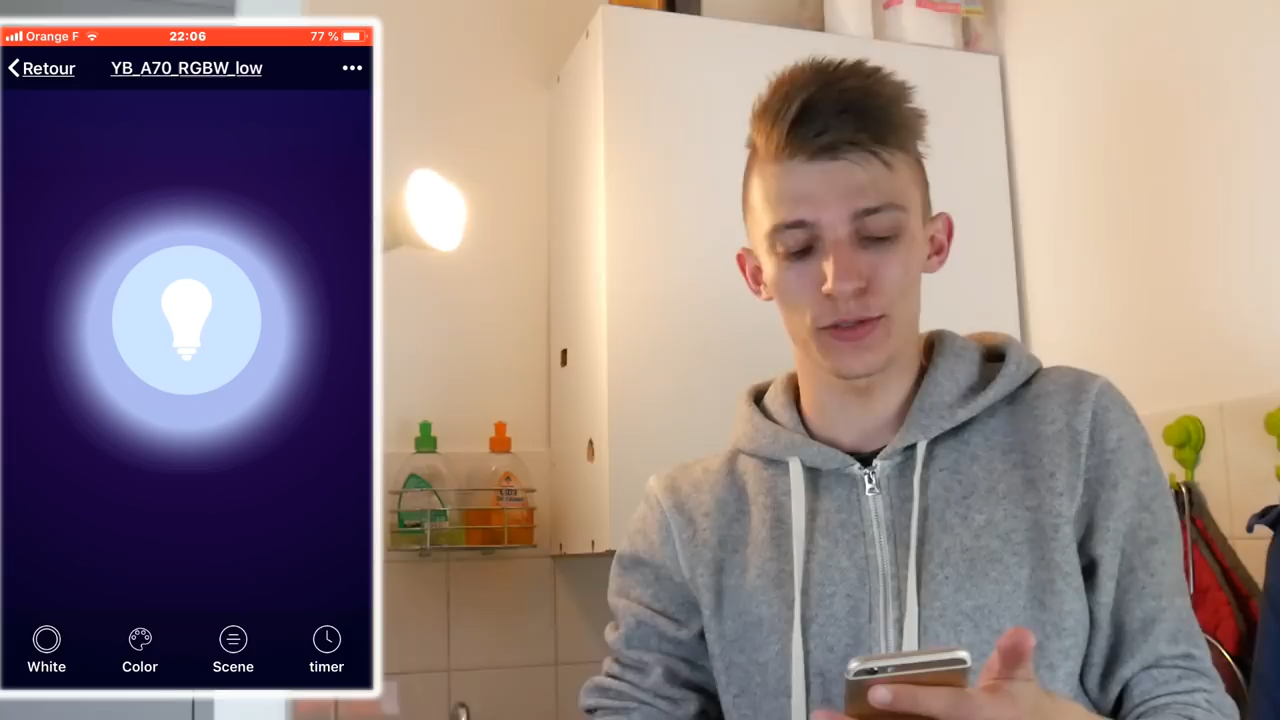 Orange F 22:06 77 %
Retour YB_A70_RGBW_low
White Color Scene timer